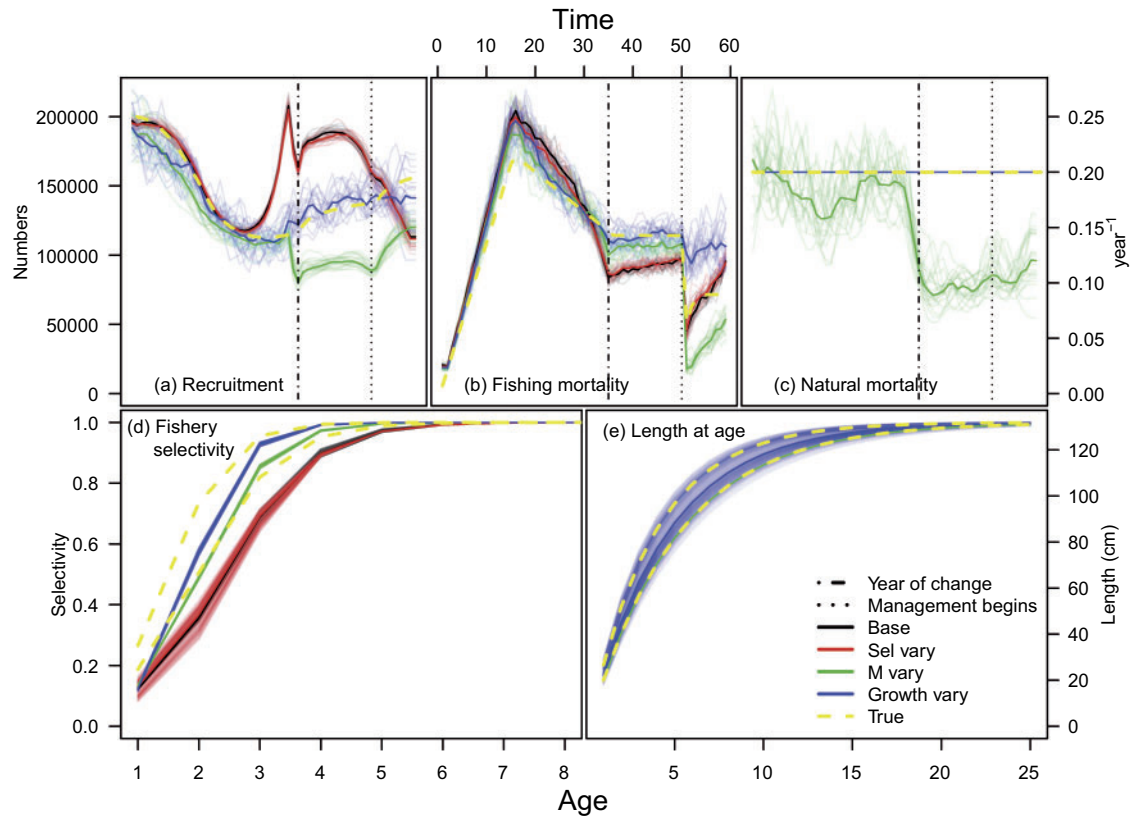 Time
0 10 20 30 40 50 60
Numbers
200000
150000
100000
50000
0
(a) Recruitment
(b) Fishing mortality
(c) Natural mortality
0.25
0.20
0.15
0.10
0.05
0.00
year⁻¹
Selectivity
1.0
0.8
0.6
0.4
0.2
0.0
(d) Fishery
selectivity
(e) Length at age
Year of change
Management begins
Base
Sel vary
M vary
Growth vary
True
120
100
80
60
40
20
0
Length (cm)
1 2 3 4 5 6 7 8
5 10 15 20 25
Age